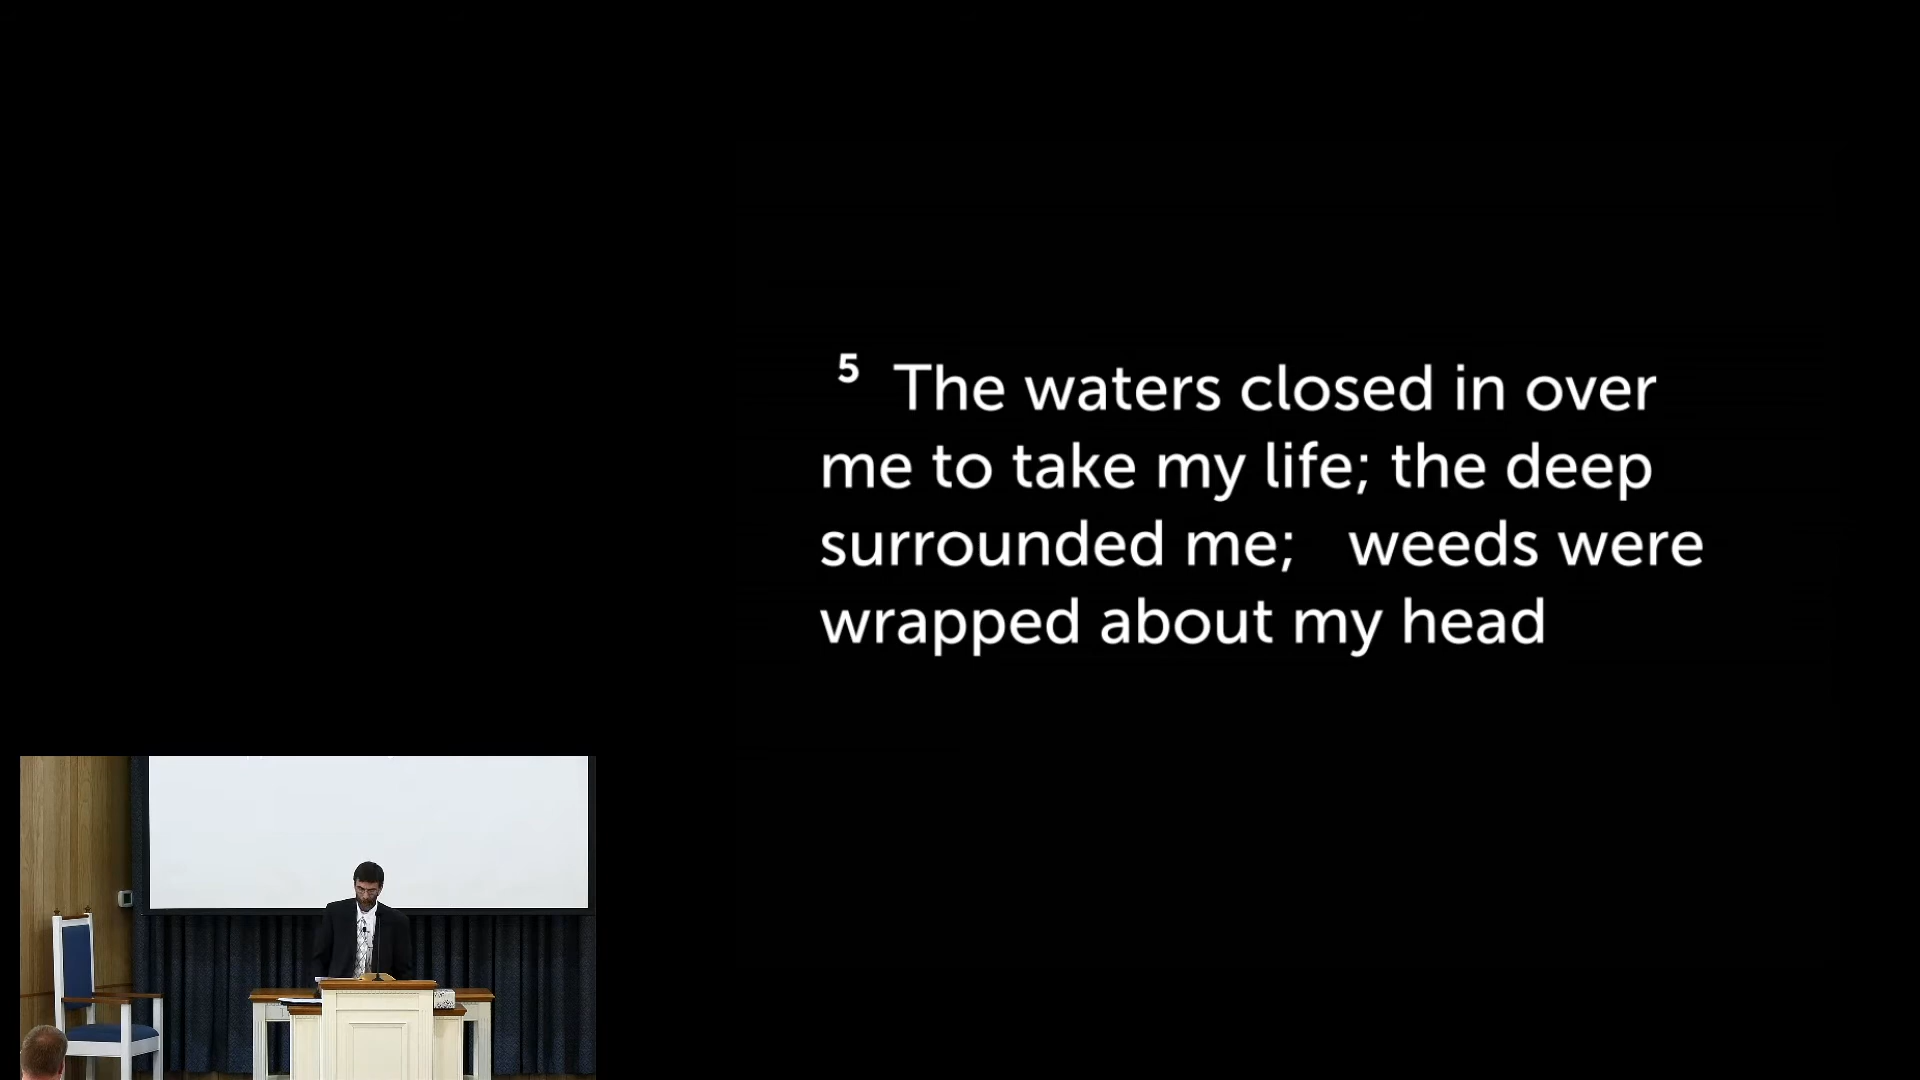 5 The waters closed in over
me to take my life; the deep
surrounded me; weeds were
wrapped about my head